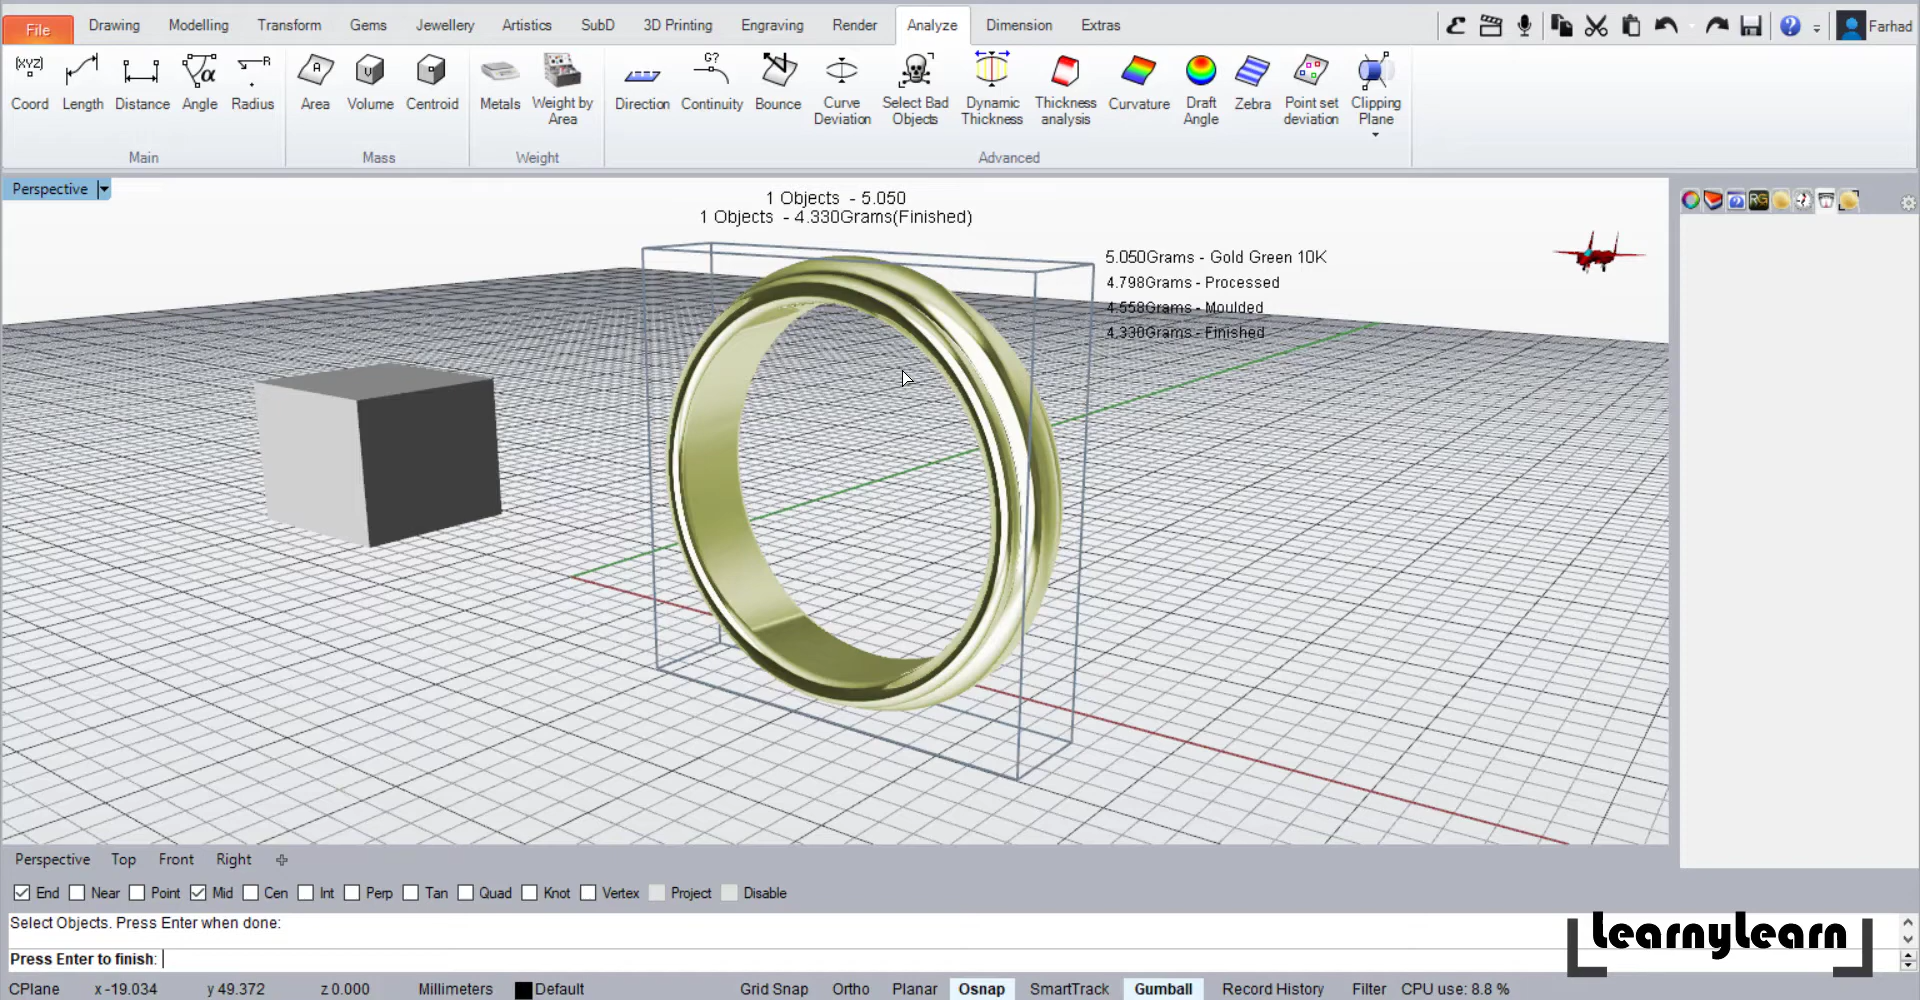 File Drawing Modelling Transform Gems Jewellery Artistics SubD 3D Printing Engraving Render Analyze Dimension Extras Farhad
(XYZ) R G?
Coord Length Distance Angle Radius Area Volume Centroid Metals Weight by Area Direction Continuity Bounce Curve Deviation Select Bad Objects Dynamic Thickness Thickness analysis Curvature Draft Angle Zebra Point set deviation Clipping Plane
Main Mass Weight Advanced
Perspective
RG
1 Objects - 5.050
1 Objects - 4.330Grams(Finished)
5.050Grams - Gold Green 10K
4.798Grams - Processed
4.558Grams - Moulded
4.330Grams - Finished
Perspective Top Front Right
End Near Point Mid Cen Int Perp Tan Quad Knot Vertex Project Disable
Select Objects. Press Enter when done:
Press Enter to finish:
LearnyLearn
CPlane x -19.034 y 49.372 z 0.000 Millimeters Default Grid Snap Ortho Planar Osnap SmartTrack Gumball Record History Filter CPU use: 8.8 %